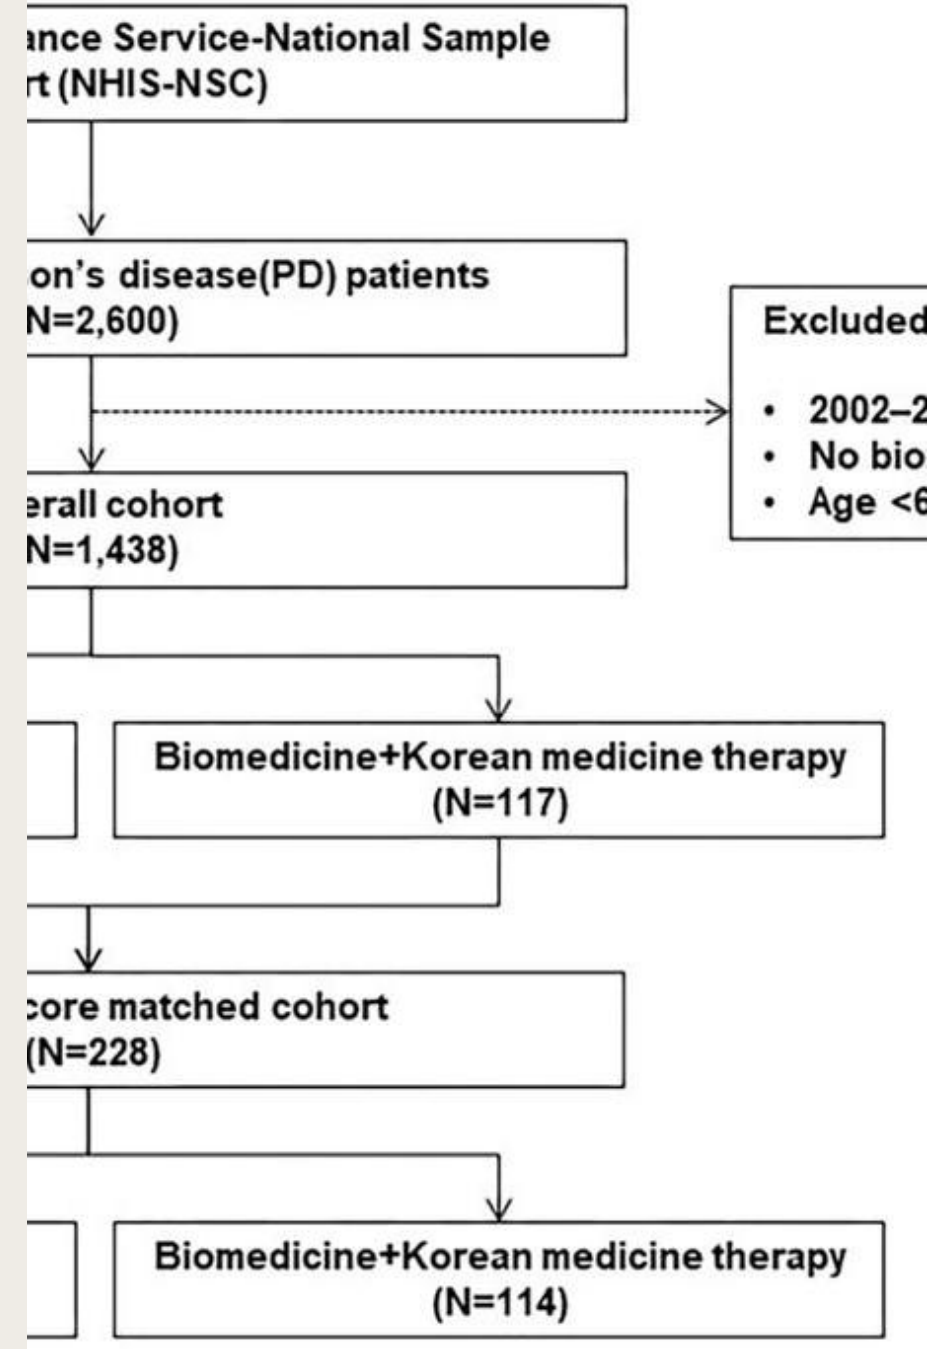 ance Service-National Sample
rt (NHIS-NSC)
on's disease(PD) patients
N=2,600)
Excluded
• 2002–2
• No bio
• Age <6
erall cohort
N=1,438)
Biomedicine+Korean medicine therapy
(N=117)
core matched cohort
(N=228)
Biomedicine+Korean medicine therapy
(N=114)